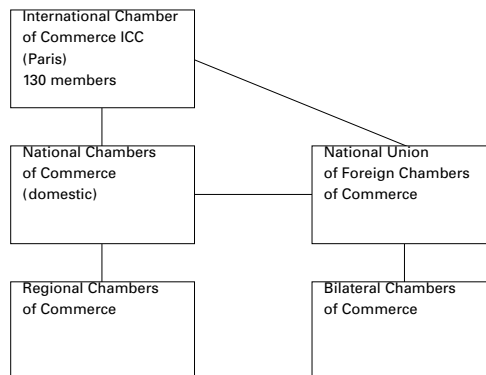 International Chamber
of Commerce ICC
(Paris)
130 members
National Chambers
of Commerce
(domestic)
National Union
of Foreign Chambers
of Commerce
Regional Chambers
of Commerce
Bilateral Chambers
of Commerce